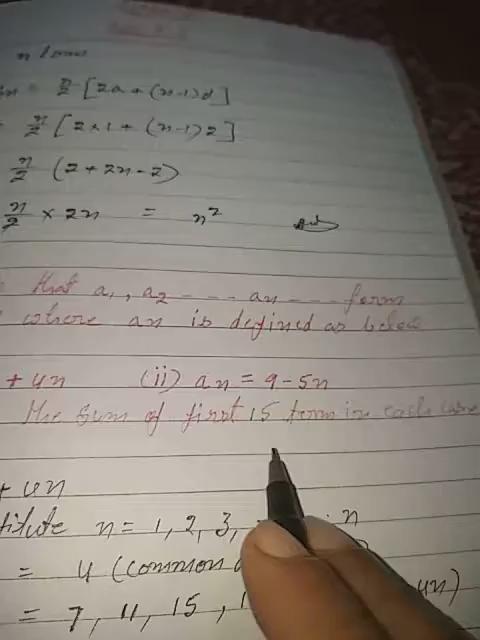 n terms
Sn = n/2 [2a + (n-1)d]
n/2 [2×1 + (n-1)2]
n/2 (2+2n-2)
n/2 × 2n = n²
that a1, a2 ---- an ---- form
where an is defined as below
+ 4n (ii) an = 9-5n
the sum of first 15 term in each case
+ 4n
titute n = 1, 2, 3, n
= 4 (common
= 7, 11, 15, 4n)